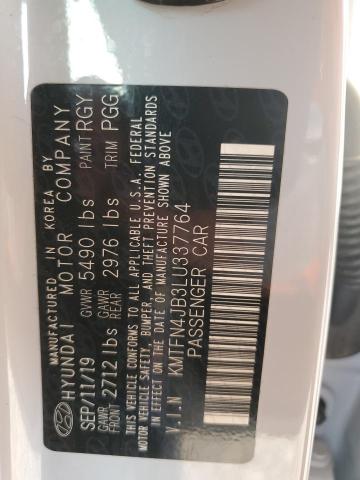 MANUFACTURED IN KOREA BY
HYUNDAI MOTOR COMPANY
SEP/11/19 GVWR 5490 lbs PAINT RGY
GAWR FRONT 2712 lbs GAWR REAR 2976 lbs TRIM PGG
THIS VEHICLE CONFORMS TO ALL APPLICABLE U.S.A. FEDERAL
MOTOR VEHICLE SAFETY, BUMPER, AND THEFT PREVENTION STANDARDS
IN EFFECT ON THE DATE OF MANUFACTURE SHOWN ABOVE
V.I.N KMTFN4JB3LU337764
PASSENGER CAR